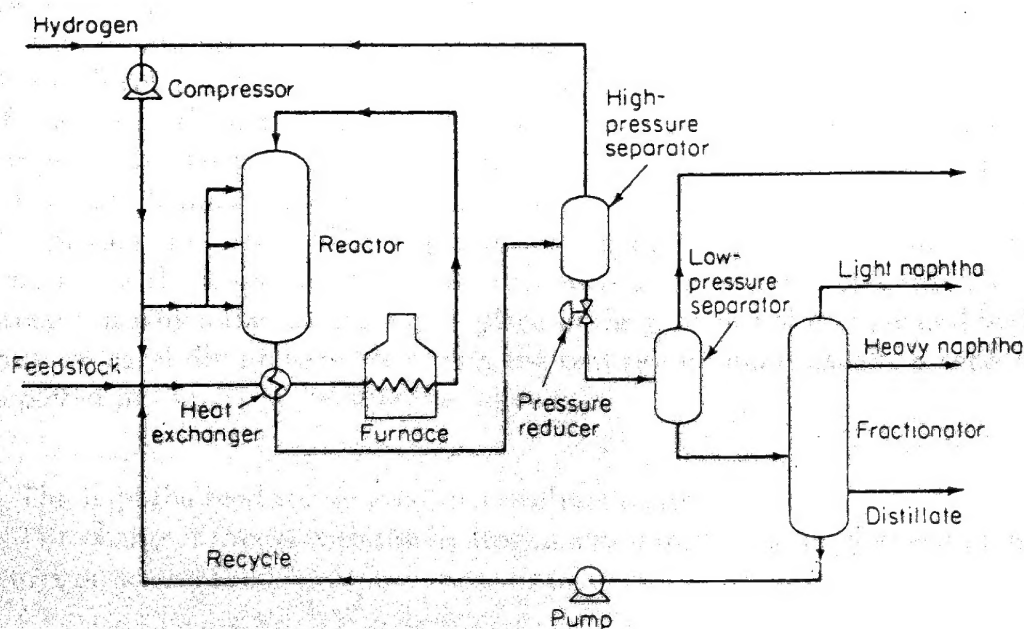 Hydrogen
Compressor
High-
pressure
separator
Reactor
Low-
pressure
separator
Light naphtha
Heavy naphtha
Feedstock
Heat
exchanger
Furnace
Pressure
reducer
Fractionator
Distillate
Recycle
Pump